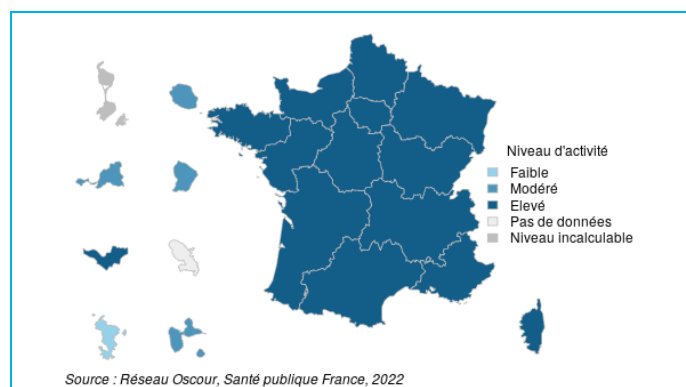 Niveau d'activité
Faible
Modéré
Elevé
Pas de données
Niveau incalculable
Source : Réseau Oscour, Santé publique France, 2022